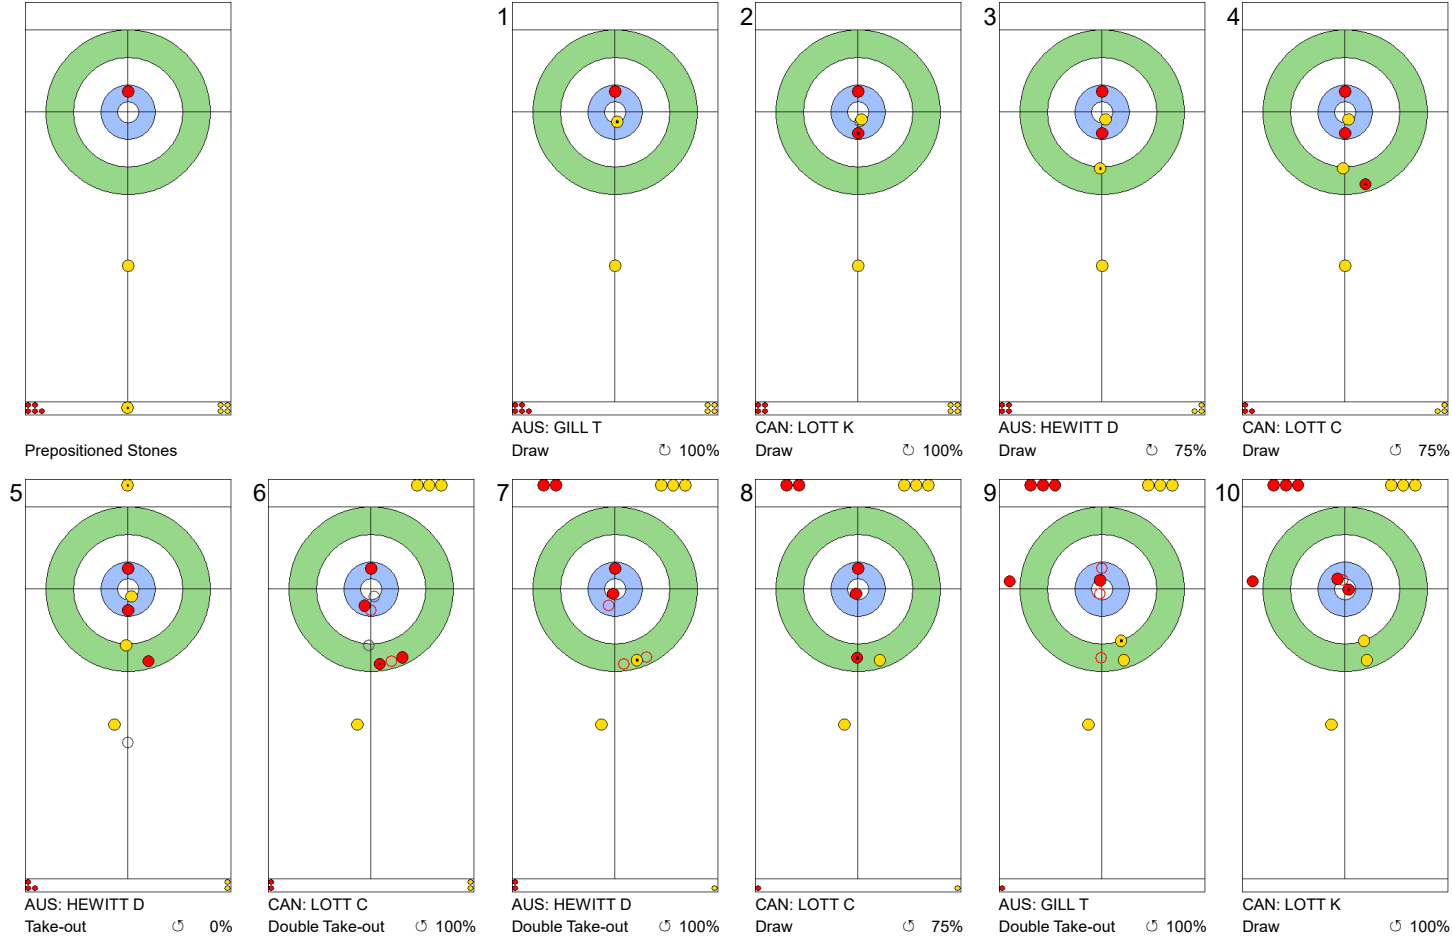 1
2
3
4
Prepositioned Stones
AUS: GILL T
Draw ↻ 100%
CAN: LOTT K
Draw ↻ 100%
AUS: HEWITT D
Draw ↻ 75%
CAN: LOTT C
Draw ↺ 75%
5
6
7
8
9
10
AUS: HEWITT D
Take-out ↺ 0%
CAN: LOTT C
Double Take-out ↺ 100%
AUS: HEWITT D
Double Take-out ↺ 100%
CAN: LOTT C
Draw ↺ 75%
AUS: GILL T
Double Take-out ↺ 100%
CAN: LOTT K
Draw ↺ 100%